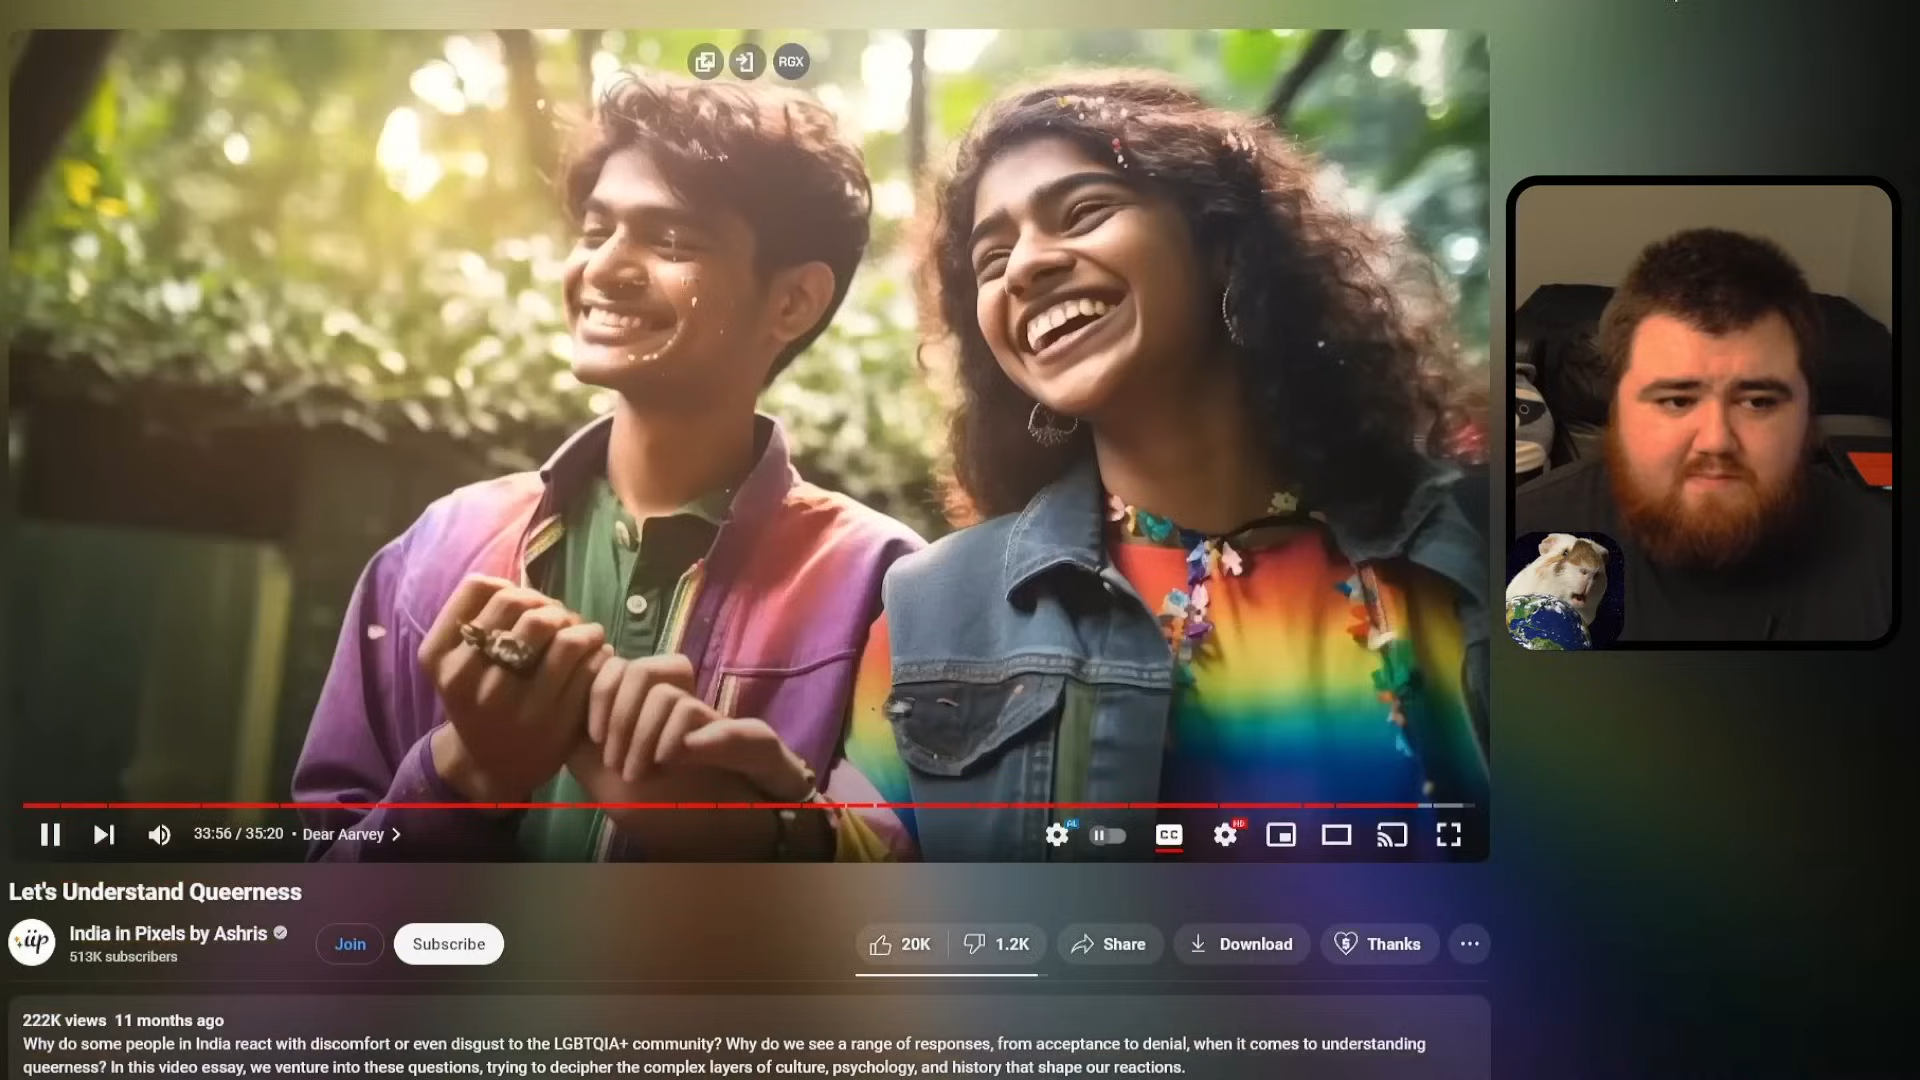 RGX
33:56 / 35:20 • Dear Aarvey
AL
CC
HD
Let's Understand Queerness
iip
India in Pixels by Ashris
513K subscribers
Join
Subscribe
20K
1.2K
Share
Download
Thanks
222K views 11 months ago
Why do some people in India react with discomfort or even disgust to the LGBTQIA+ community? Why do we see a range of responses, from acceptance to denial, when it comes to understanding
queerness? In this video essay, we venture into these questions, trying to decipher the complex layers of culture, psychology, and history that shape our reactions.